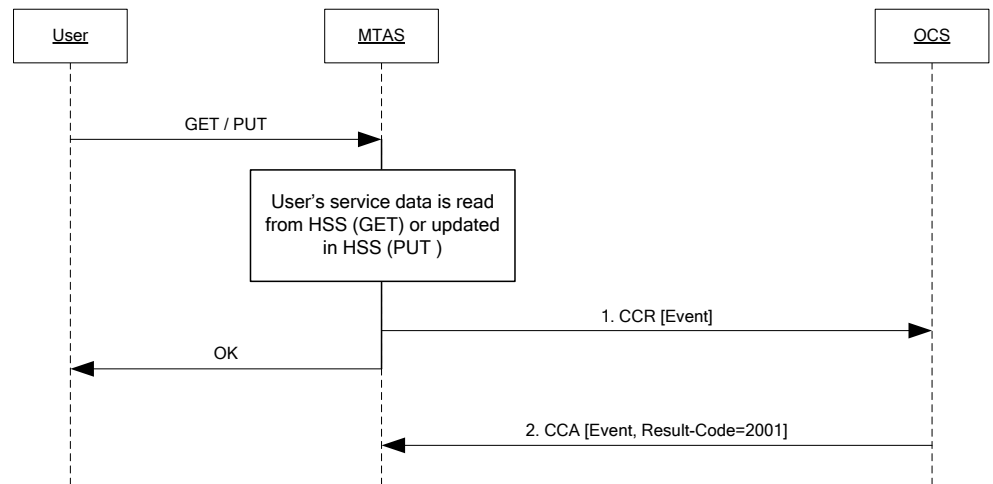 User
MTAS
OCS
GET / PUT
User's service data is read
from HSS (GET) or updated
in HSS (PUT )
1. CCR [Event]
OK
2. CCA [Event, Result-Code=2001]